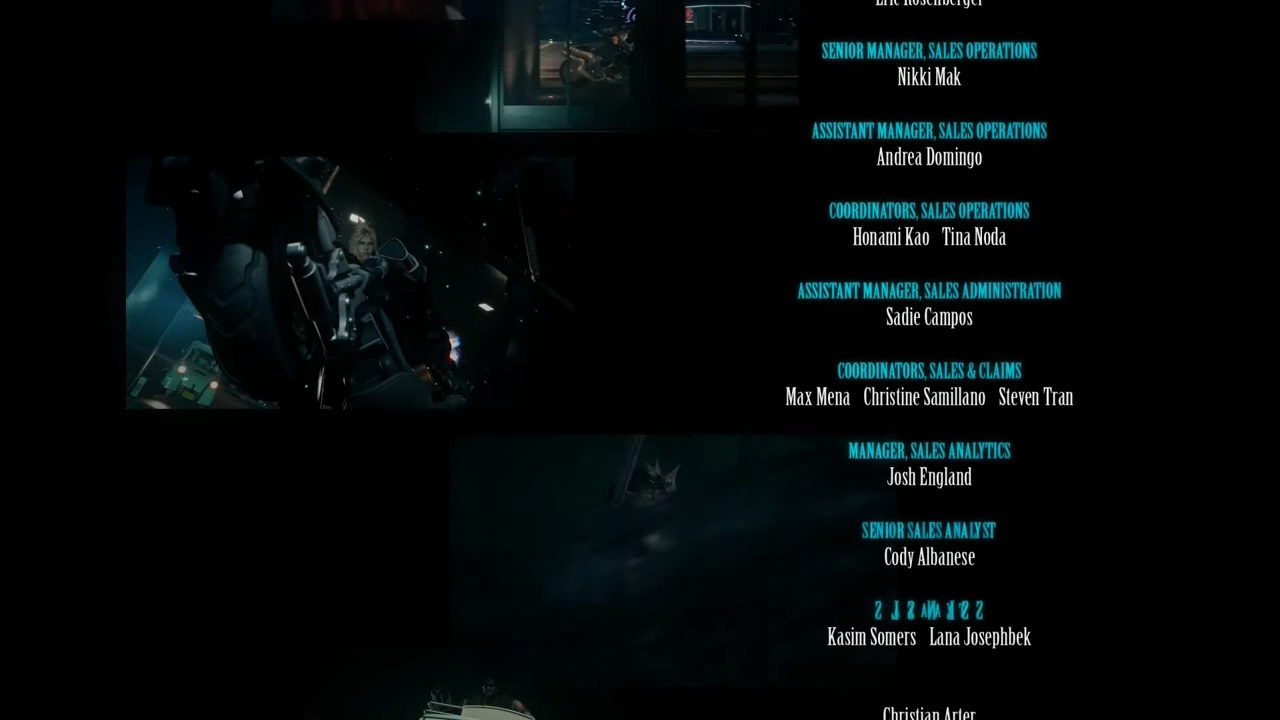 SENIOR MANAGER, SALES OPERATIONS
Nikki Mak
ASSISTANT MANAGER, SALES OPERATIONS
Andrea Domingo
COORDINATORS, SALES OPERATIONS
Honami Kao Tina Noda
ASSISTANT MANAGER, SALES ADMINISTRATION
Sadie Campos
COORDINATORS, SALES & CLAIMS
Max Mena Christine Samillano Steven Tran
MANAGER, SALES ANALYTICS
Josh England
SENIOR SALES ANALYST
Cody Albanese
Kasim Somers Lana Josephbek
Christian Arter